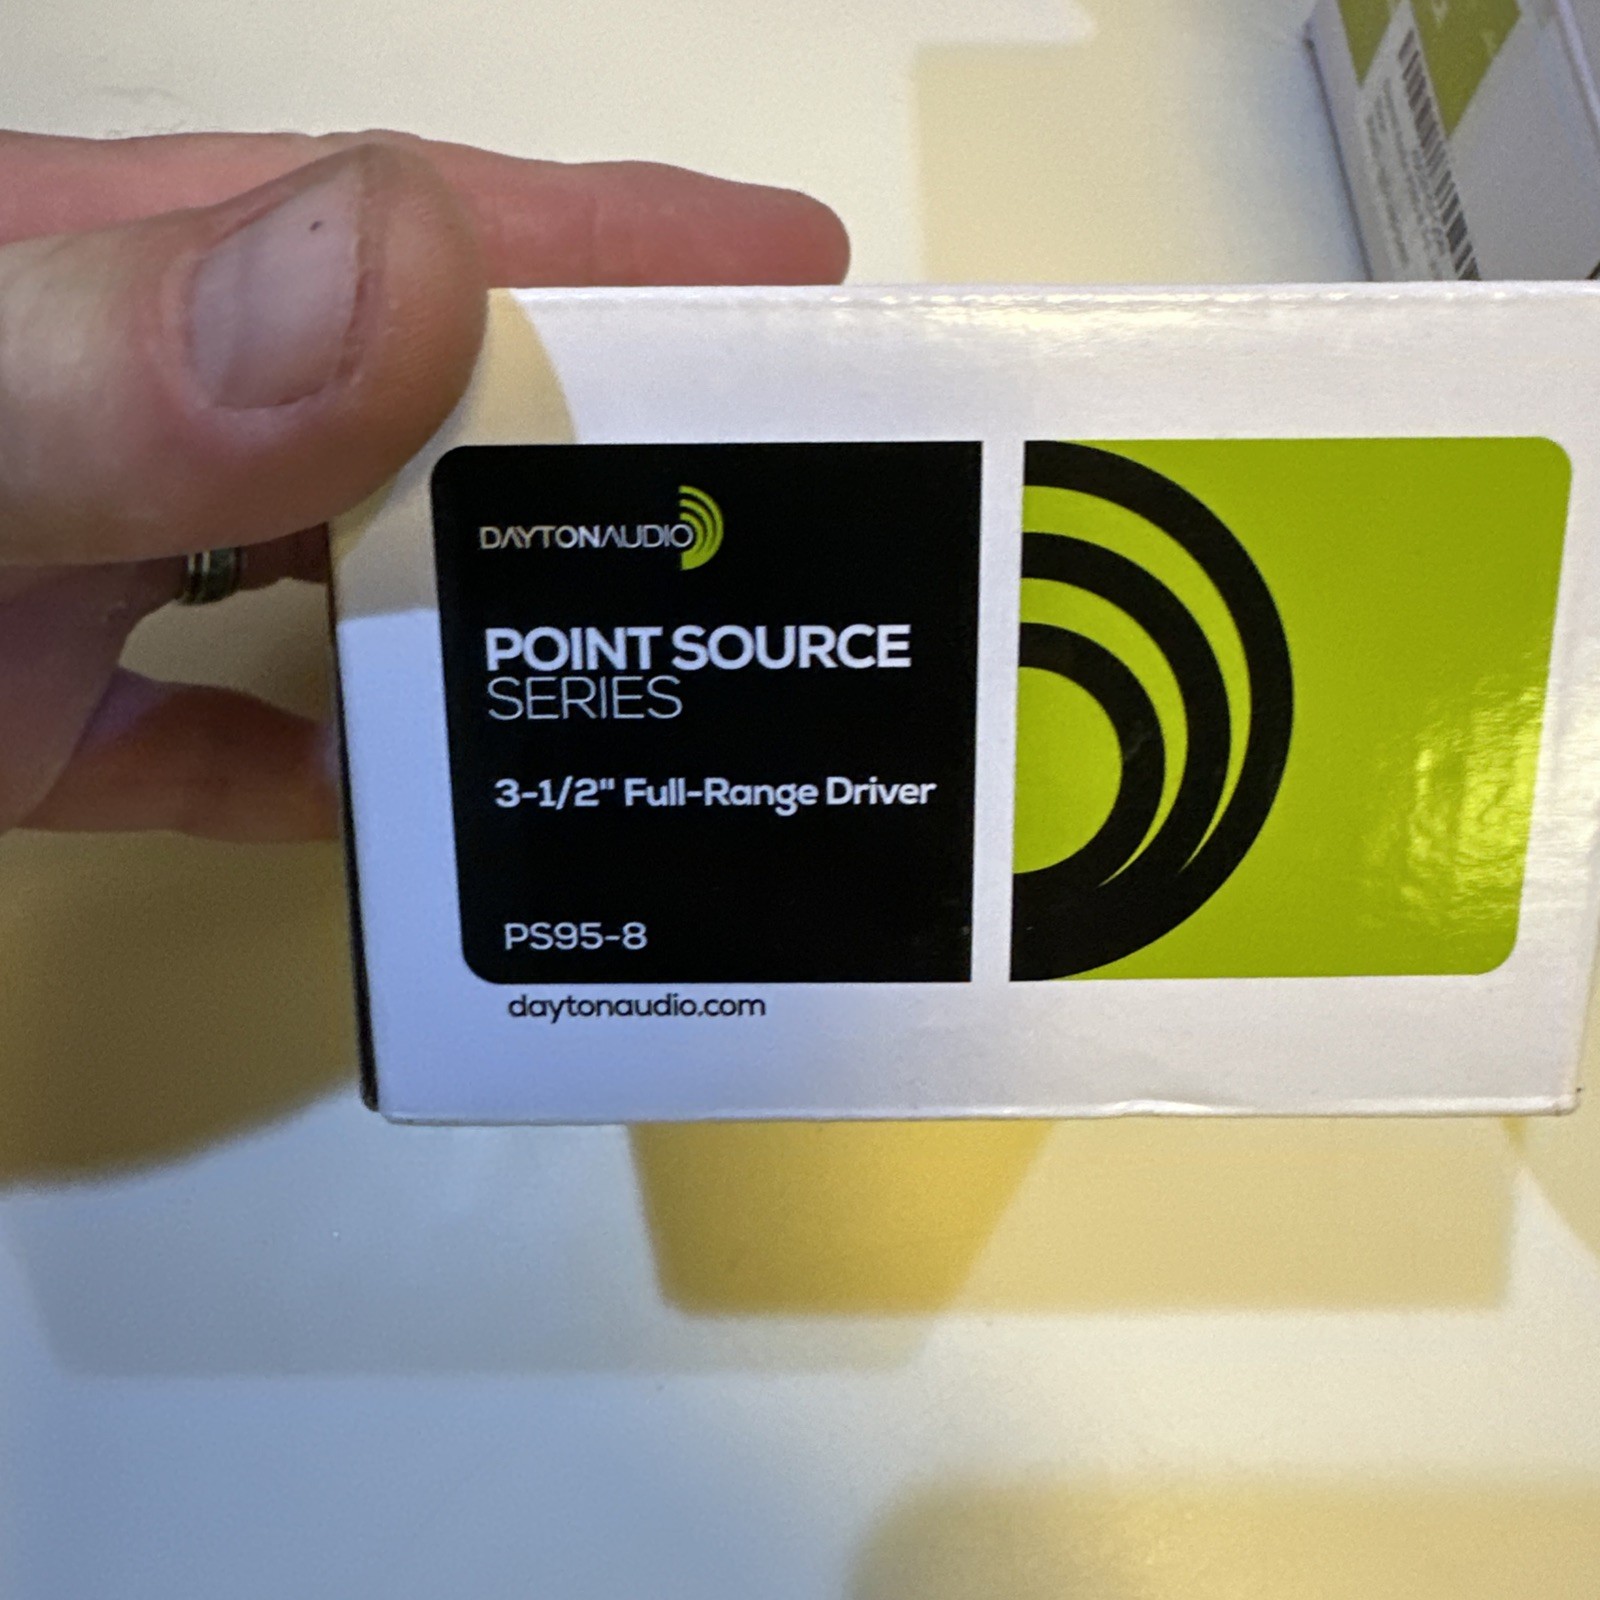 DAYTONAUDIO
POINT SOURCE
SERIES
3-1/2" Full-Range Driver
PS95-8
daytonaudio.com